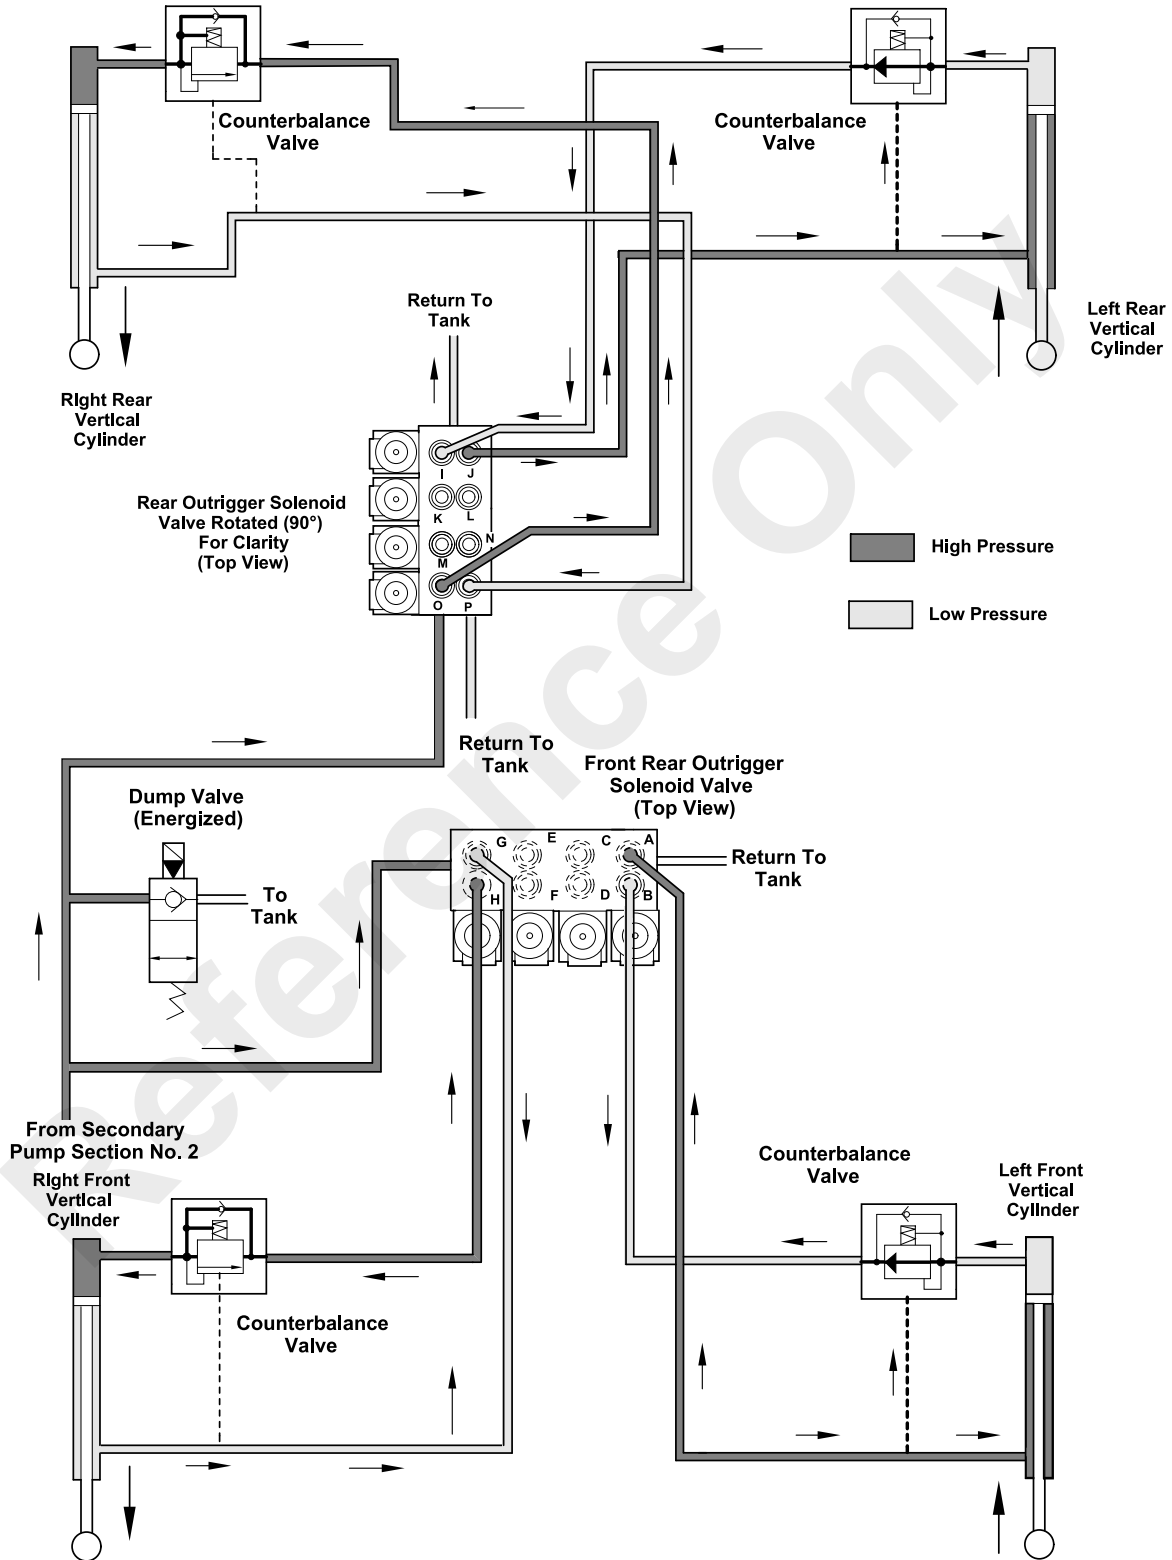 Counterbalance
Valve
Counterbalance
Valve
Return To
Tank
Left Rear
Vertical
Cylinder
Right Rear
Vertical
Cylinder
I
J
K
L
M
N
O
P
Rear Outrigger Solenoid
Valve Rotated (90°)
For Clarity
(Top View)
High Pressure
Low Pressure
Return To
Tank
Front Rear Outrigger
Solenoid Valve
(Top View)
Dump Valve
(Energized)
To
Tank
G
E
C
A
H
F
D
B
Return To
Tank
From Secondary
Pump Section No. 2
Right Front
Vertical
Cylinder
Counterbalance
Valve
Left Front
Vertical
Cylinder
Counterbalance
Valve
Reference Only